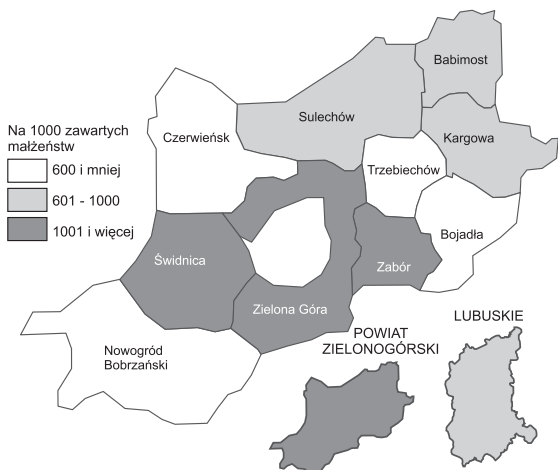 Na 1000 zawartych
małżeństw
600 i mniej
601 - 1000
1001 i więcej
Babimost
Sulechów
Kargowa
Czerwieńsk
Trzebiechów
Bojadła
Świdnica
Zabór
Zielona Góra
Nowogród
Bobrzański
POWIAT
ZIELONOGÓRSKI
LUBUSKIE